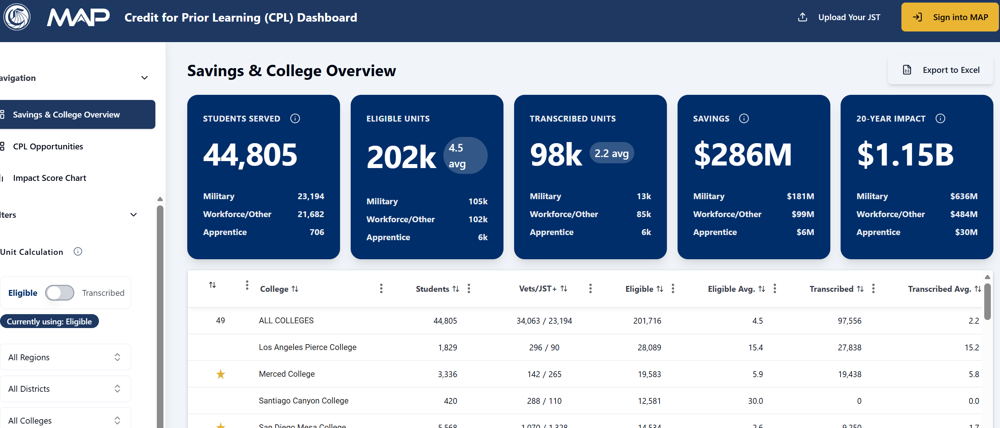 MAP
Credit for Prior Learning (CPL) Dashboard
Upload Your JST
Sign into MAP
avigation
Savings & College Overview
CPL Opportunities
Impact Score Chart
lters
Unit Calculation
Eligible
Transcribed
Currently using: Eligible
All Regions
All Districts
All Colleges
Savings & College Overview
Export to Excel
STUDENTS SERVED
44,805
Military 23,194
Workforce/Other 21,682
Apprentice 706
ELIGIBLE UNITS
202k 4.5 avg
Military 105k
Workforce/Other 102k
Apprentice 6k
TRANSCRIBED UNITS
98k 2.2 avg
Military 13k
Workforce/Other 85k
Apprentice 6k
SAVINGS
$286M
Military $181M
Workforce/Other $99M
Apprentice $6M
20-YEAR IMPACT
$1.15B
Military $636M
Workforce/Other $484M
Apprentice $30M
College Students Vets/JST+ Eligible Eligible Avg. Transcribed Transcribed Avg.
49 ALL COLLEGES 44,805 34,063 / 23,194 201,716 4.5 97,556 2.2
Los Angeles Pierce College 1,829 296 / 90 28,089 15.4 27,838 15.2
Merced College 3,336 142 / 265 19,583 5.9 19,438 5.8
Santiago Canyon College 420 288 / 110 12,581 30.0 0 0.0
San Diego Mesa College 5,568 1,070 / 1,328 14,534 2.6 9,250 1.7